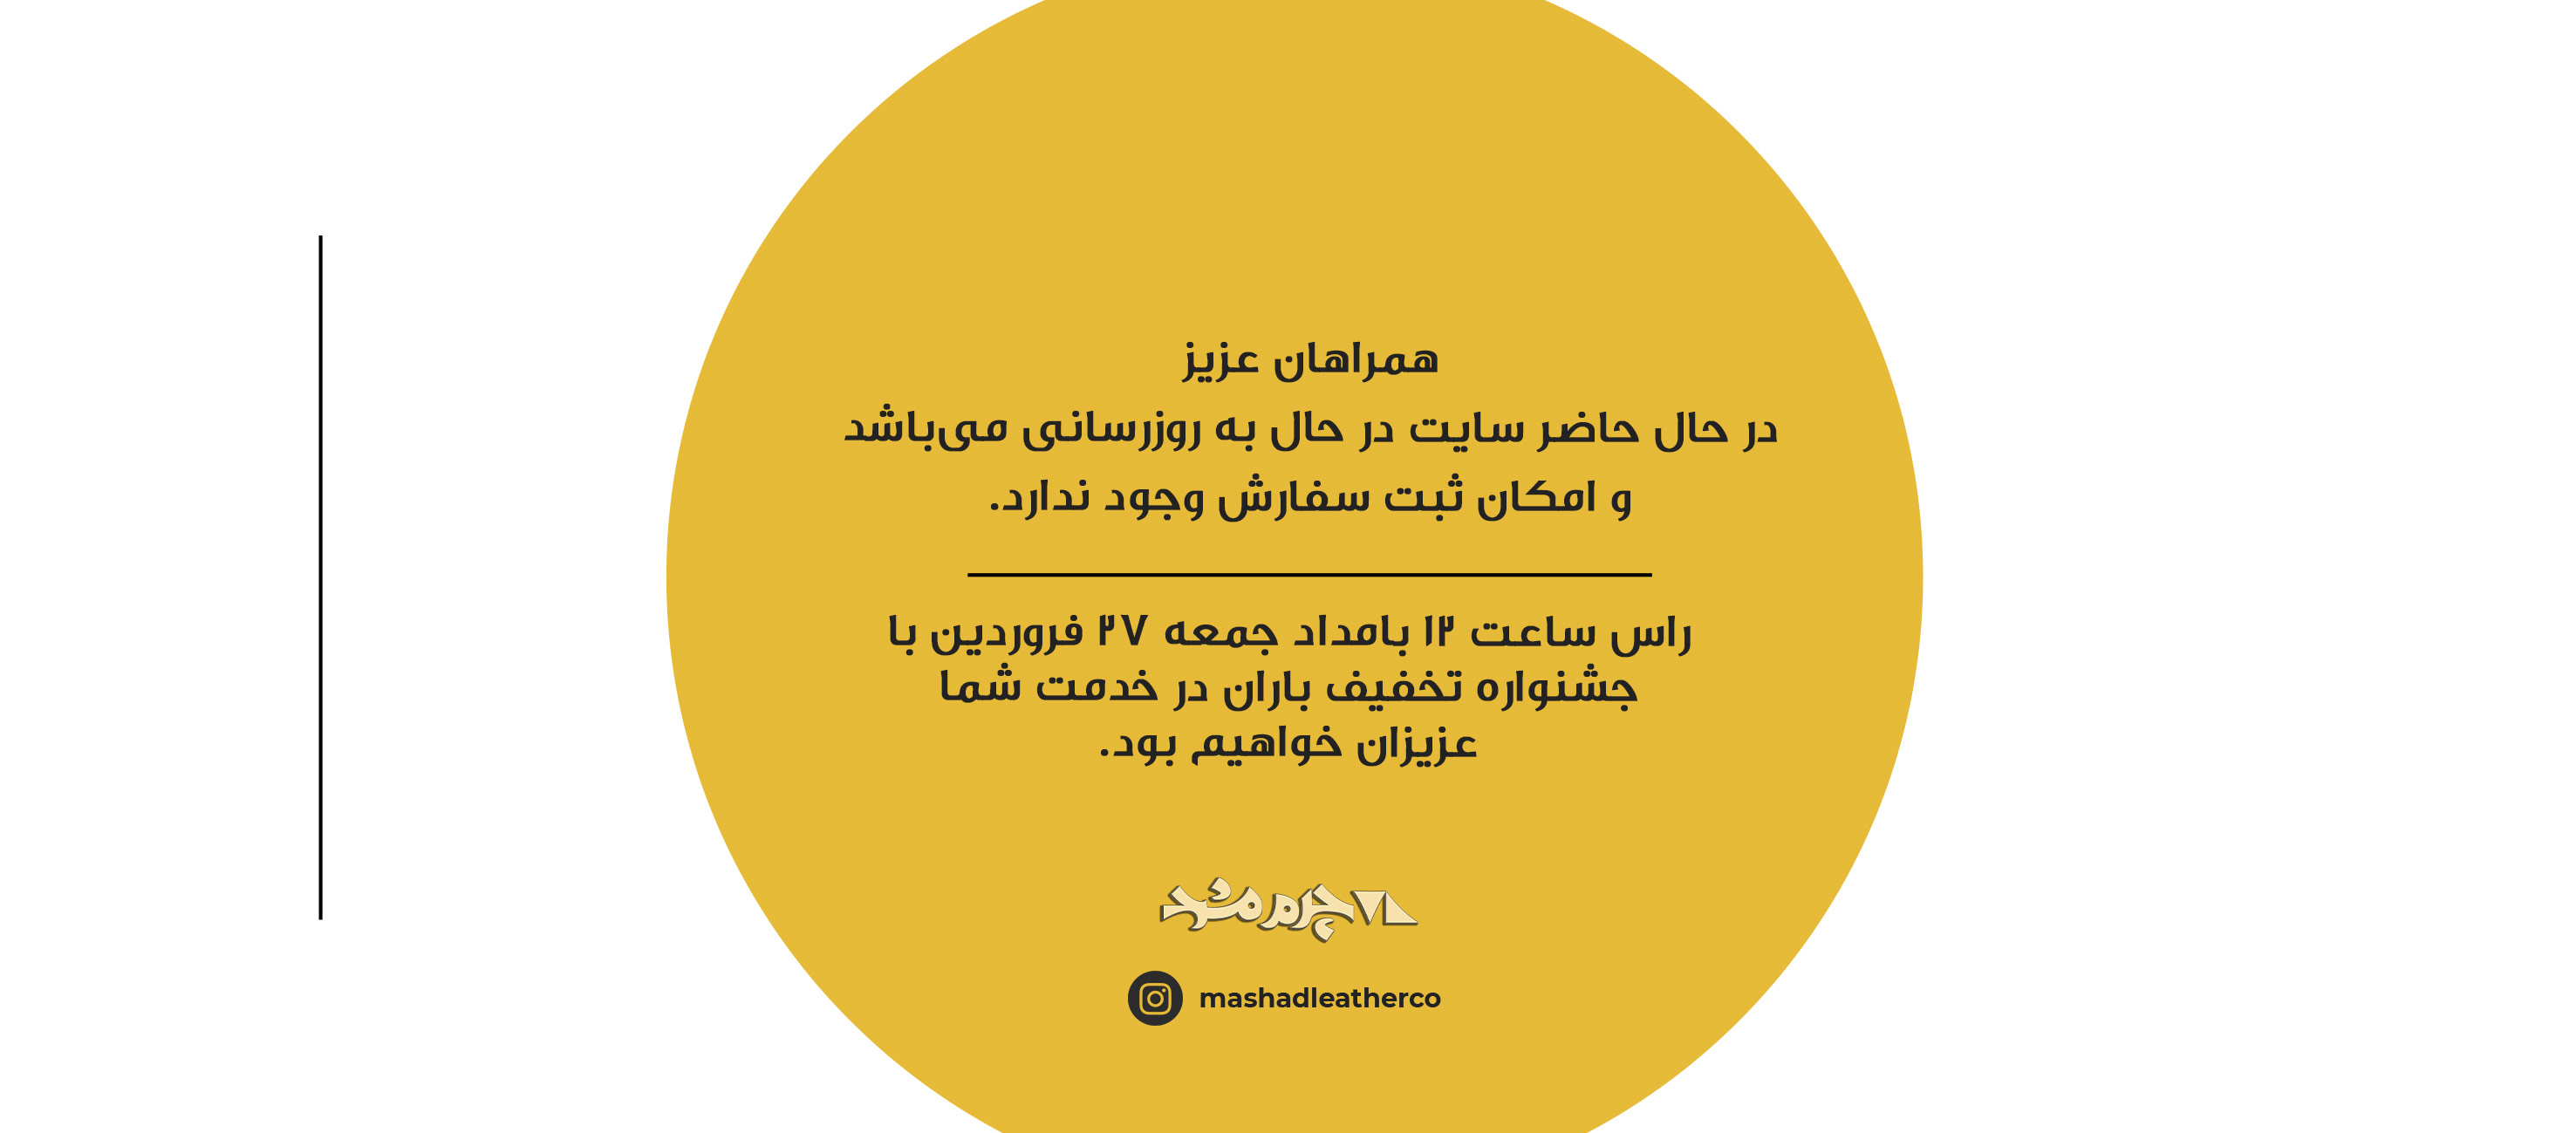 همراهان عزیز
در حال حاضر سایت در حال به روزرسانی می‌باشد
و امکان ثبت سفارش وجود ندارد.
راس ساعت ۱۲ بامداد جمعه ۲۷ فروردین با
جشنواره تخفیف باران در خدمت شما
عزیزان خواهیم بود.
چرم مشهد
mashadleatherco